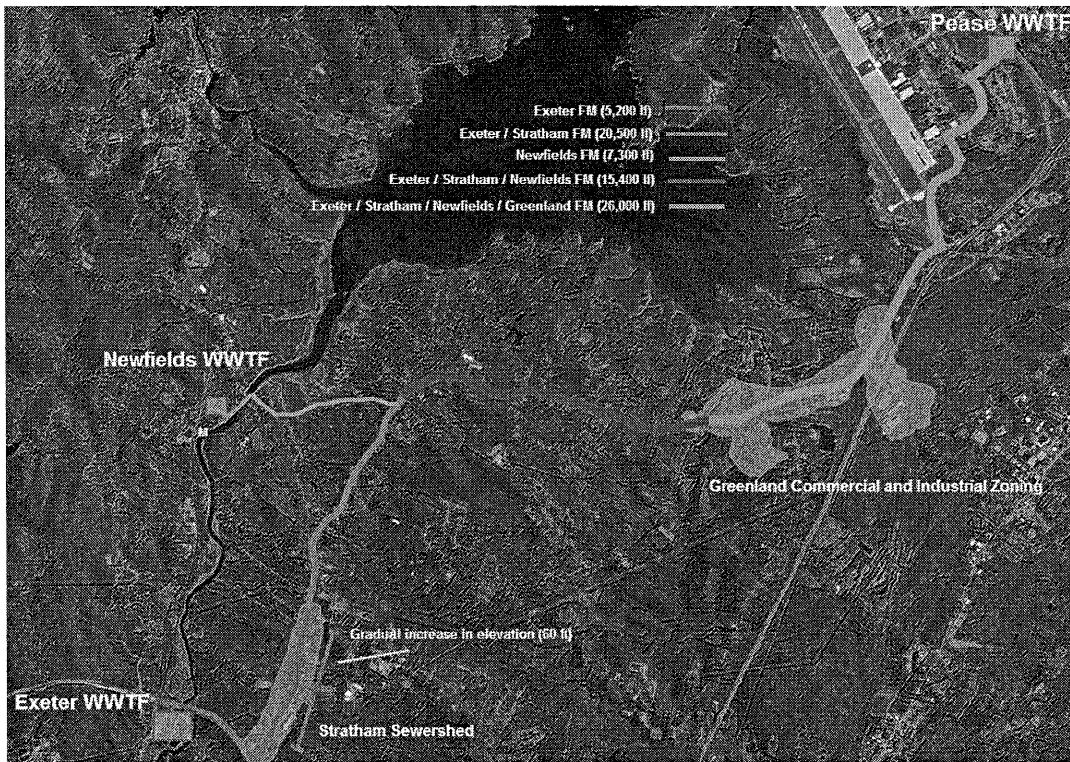 Pease WWTF
Exeter FM (5,200 lf)
Exeter / Stratham FM (20,500 lf)
Newfields FM (7,300 lf)
Exeter / Stratham / Newfields FM (15,400 lf)
Exeter / Stratham / Newfields / Greenland FM (26,000 lf)
Newfields WWTF
Greenland Commercial and Industrial Zoning
Gradual increase in elevation (60 ft)
Exeter WWTF
Stratham Sewershed